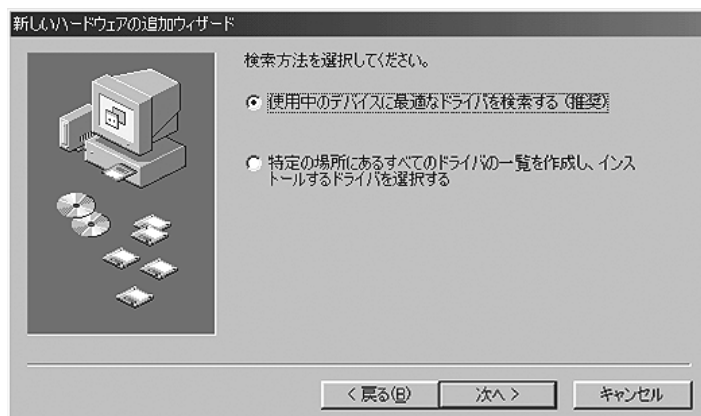 新しいハードウェアの追加ウィザード
検索方法を選択してください。
使用中のデバイスに最適なドライバを検索する (推奨)
特定の場所にあるすべてのドライバの一覧を作成し、インス
トールするドライバを選択する
< 戻る(B) 次へ > キャンセル